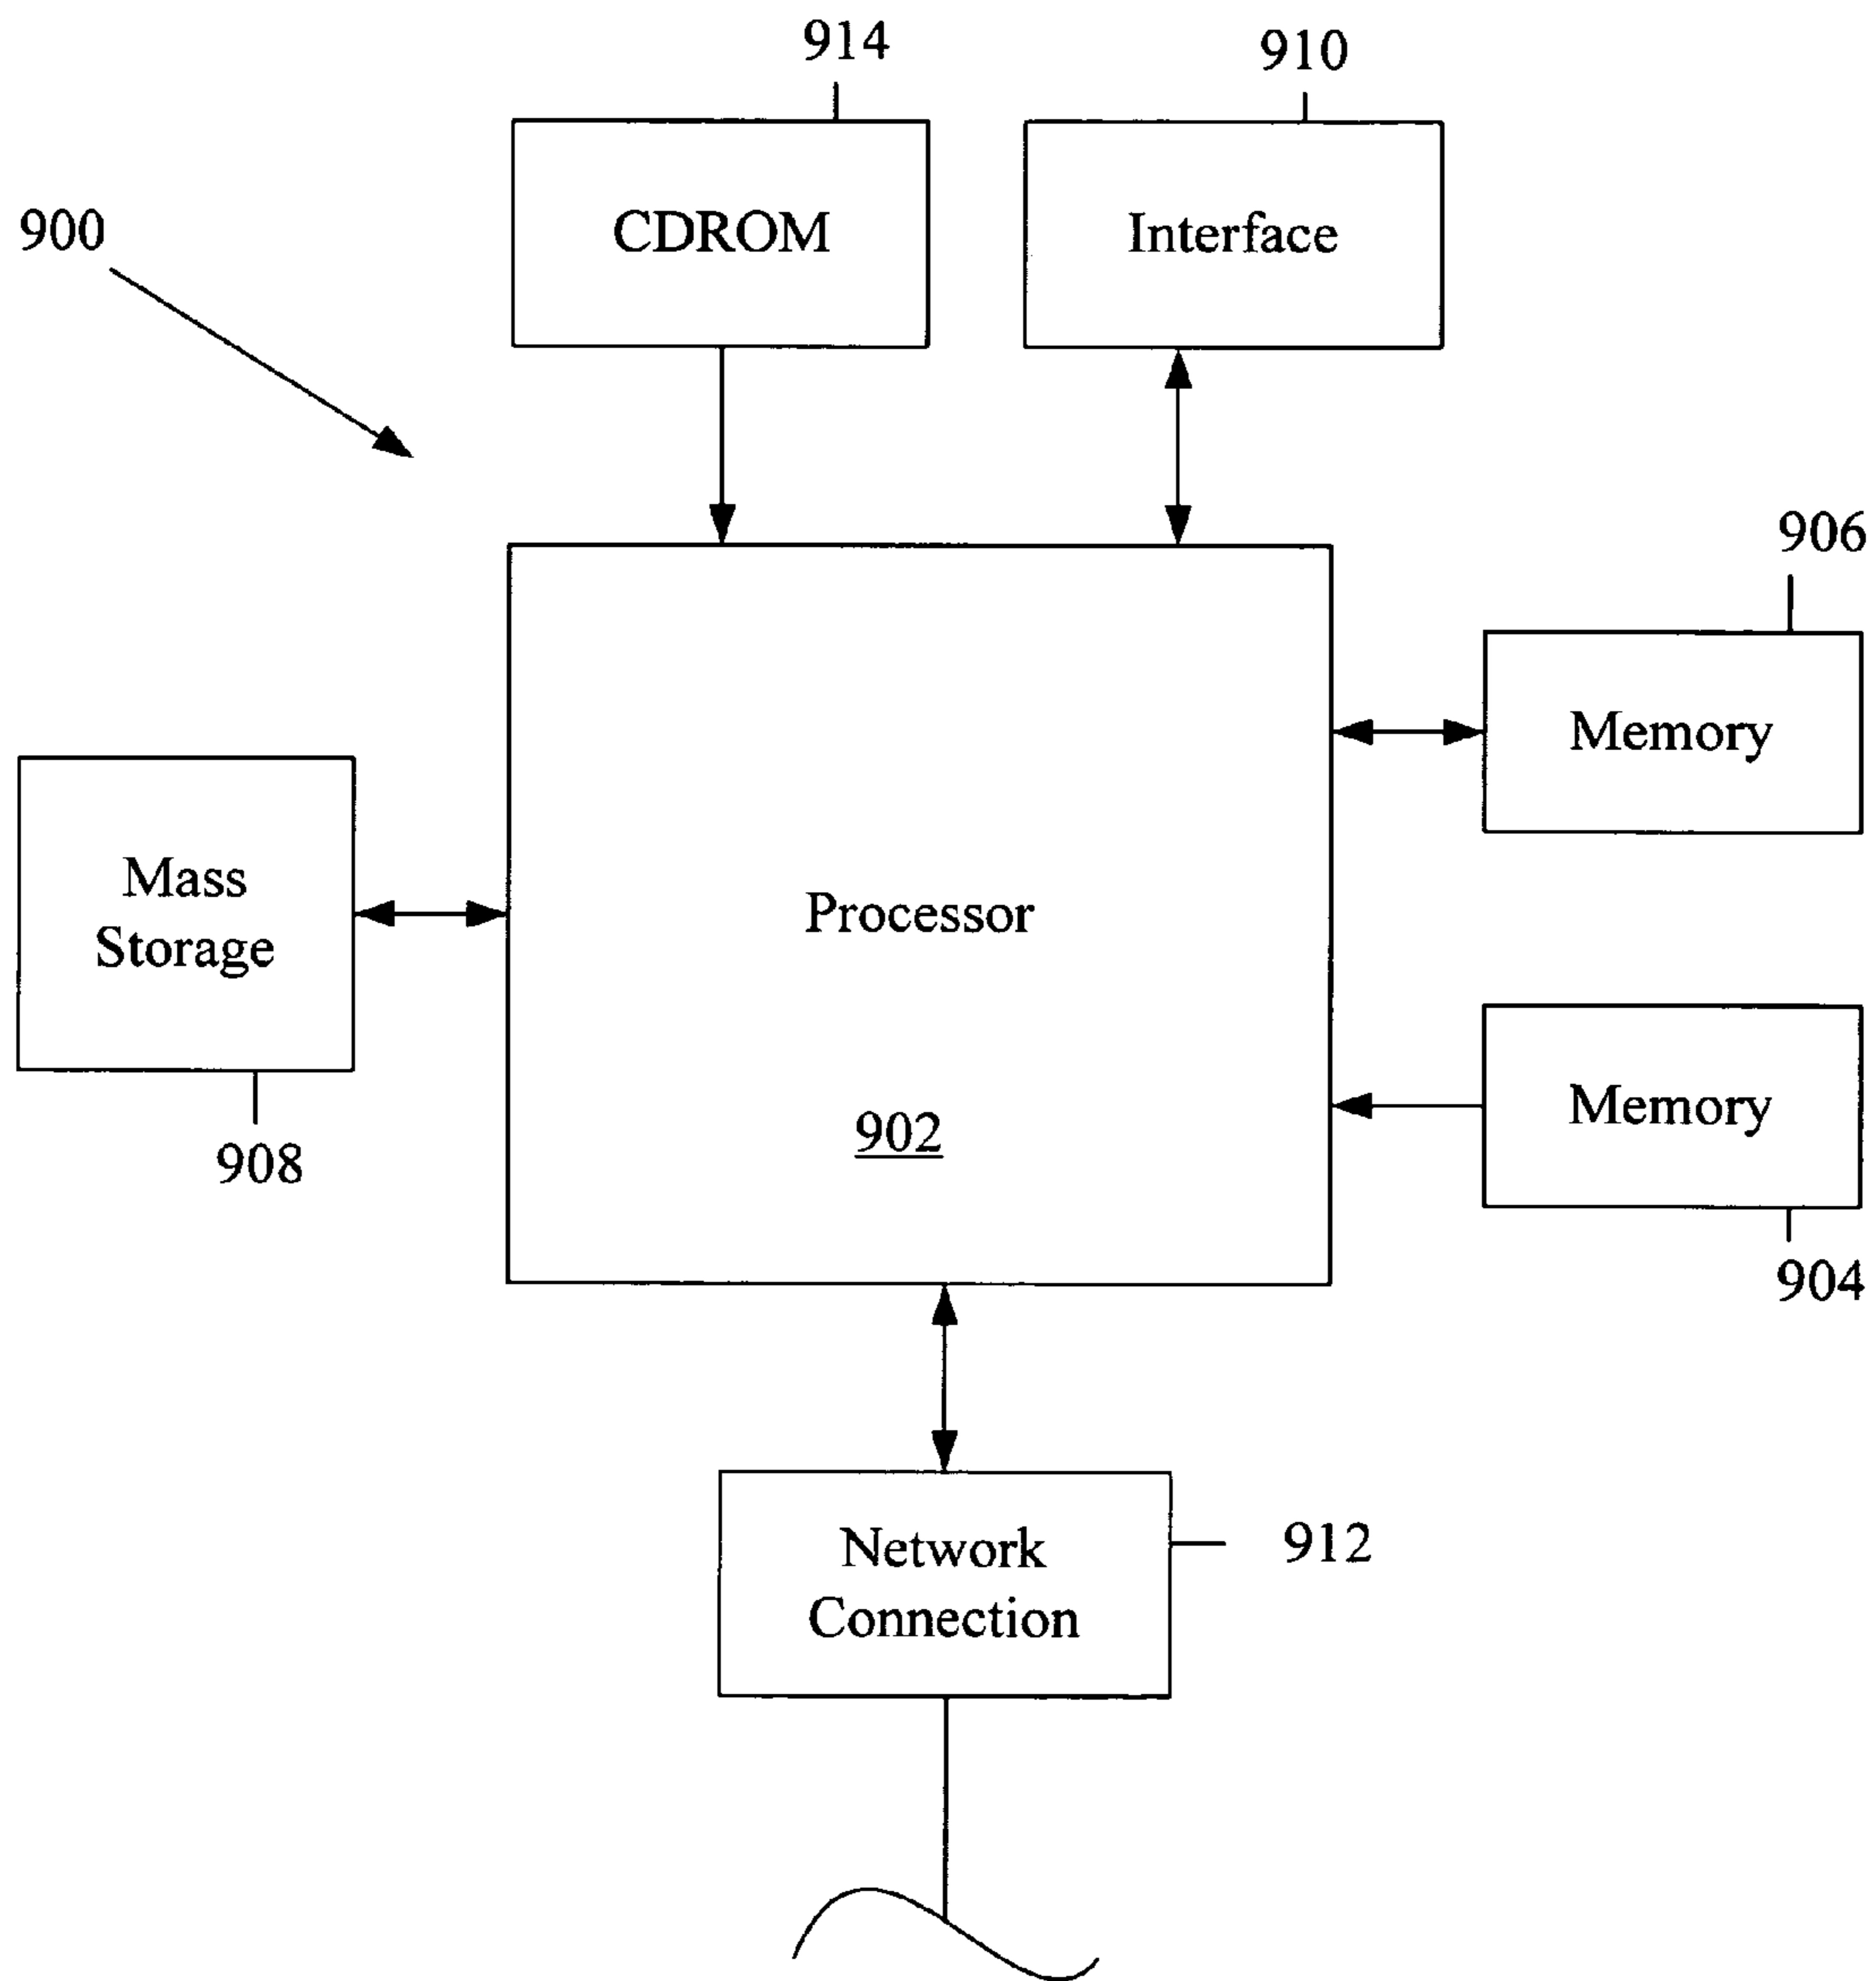 914
910
900
CDROM
Interface
906
Memory
Mass
Storage
Processor
908
902
Memory
904
Network
Connection
912